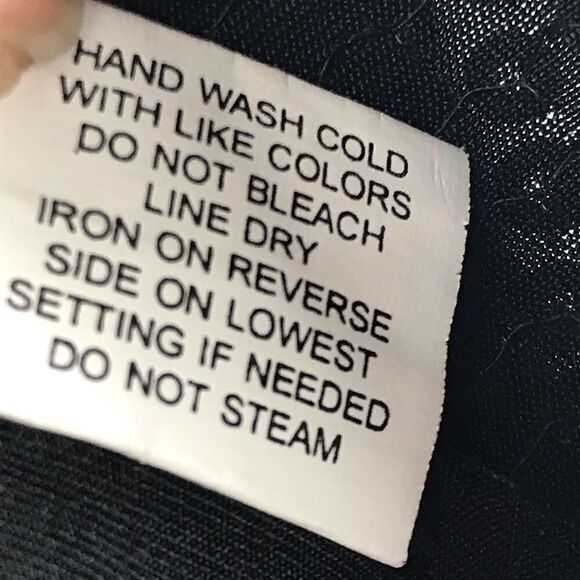 HAND WASH COLD
WITH LIKE COLORS
DO NOT BLEACH
LINE DRY
IRON ON REVERSE
SIDE ON LOWEST
SETTING IF NEEDED
DO NOT STEAM